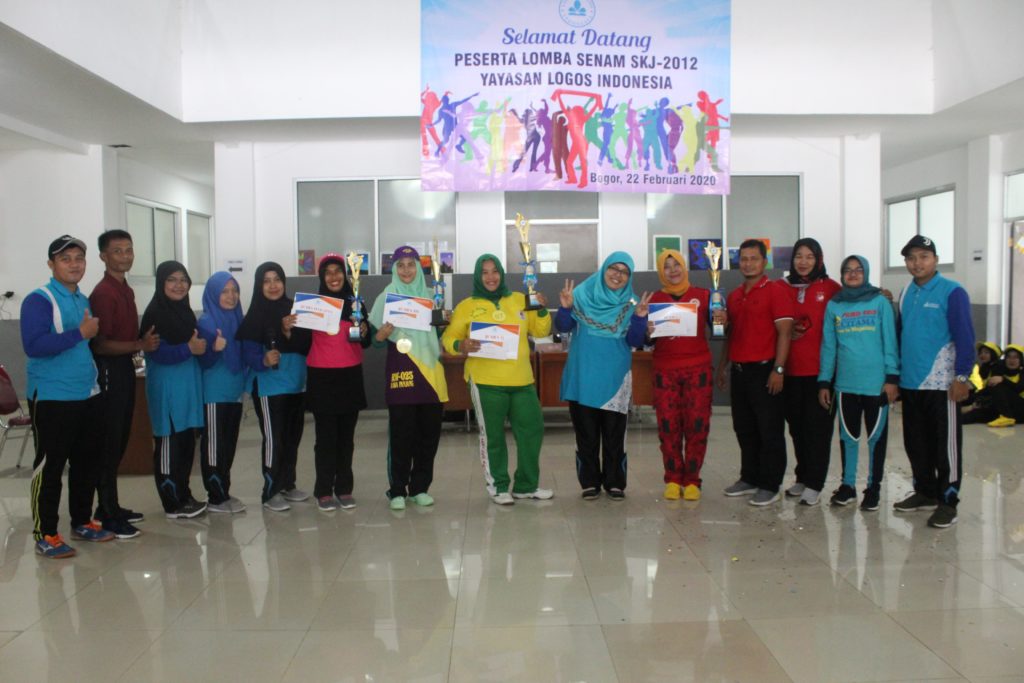 Selamat Datang
PESERTA LOMBA SENAM SKJ-2012
YAYASAN LOGOS INDONESIA
Bogor, 22 Februari 2020